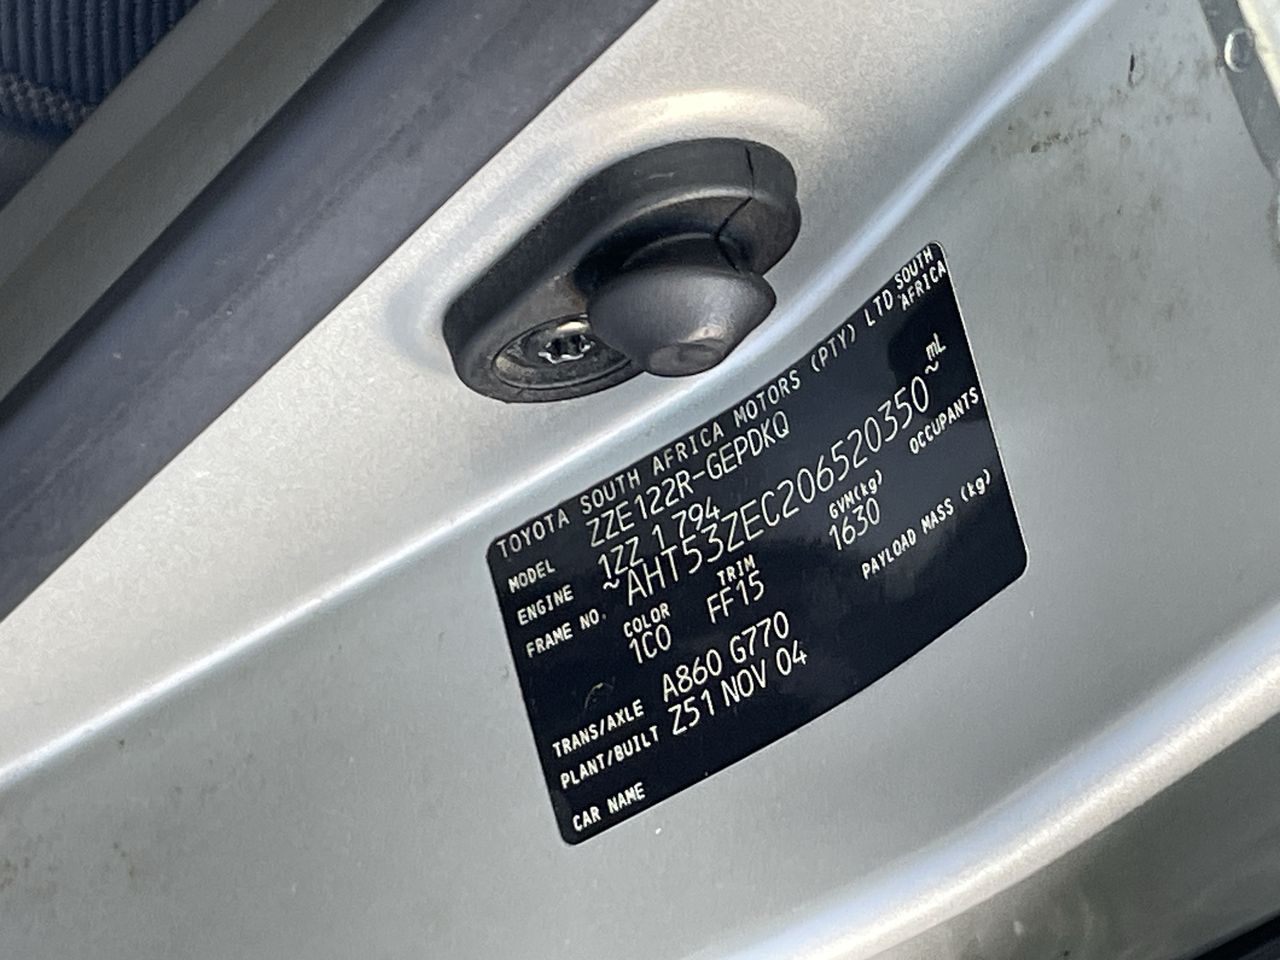 TOYOTA SOUTH AFRICA MOTORS (PTY) LTD SOUTH AFRICA
MODEL ZZE122R-GEPDKQ
ENGINE 1ZZ 1 794 mL
FRAME NO. ~AHT53ZEC206520350~
COLOR TRIM GVM(kg) OCCUPANTS
1C0 FF15 1630
PAYLOAD MASS (kg)
TRANS/AXLE A860 G770
PLANT/BUILT Z51 NOV 04
CAR NAME